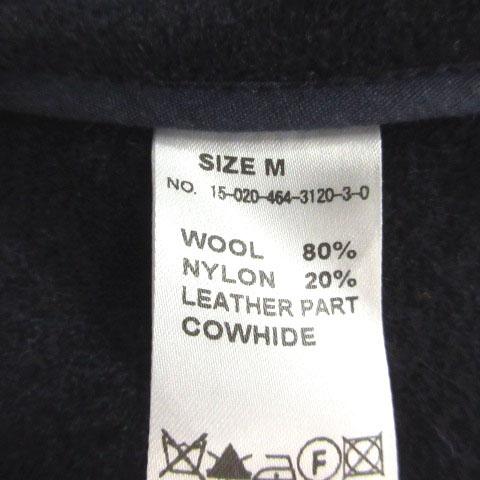 SIZE M
NO. 15-020-464-3120-3-0
WOOL 80%
NYLON 20%
LEATHER PART
COWHIDE
F